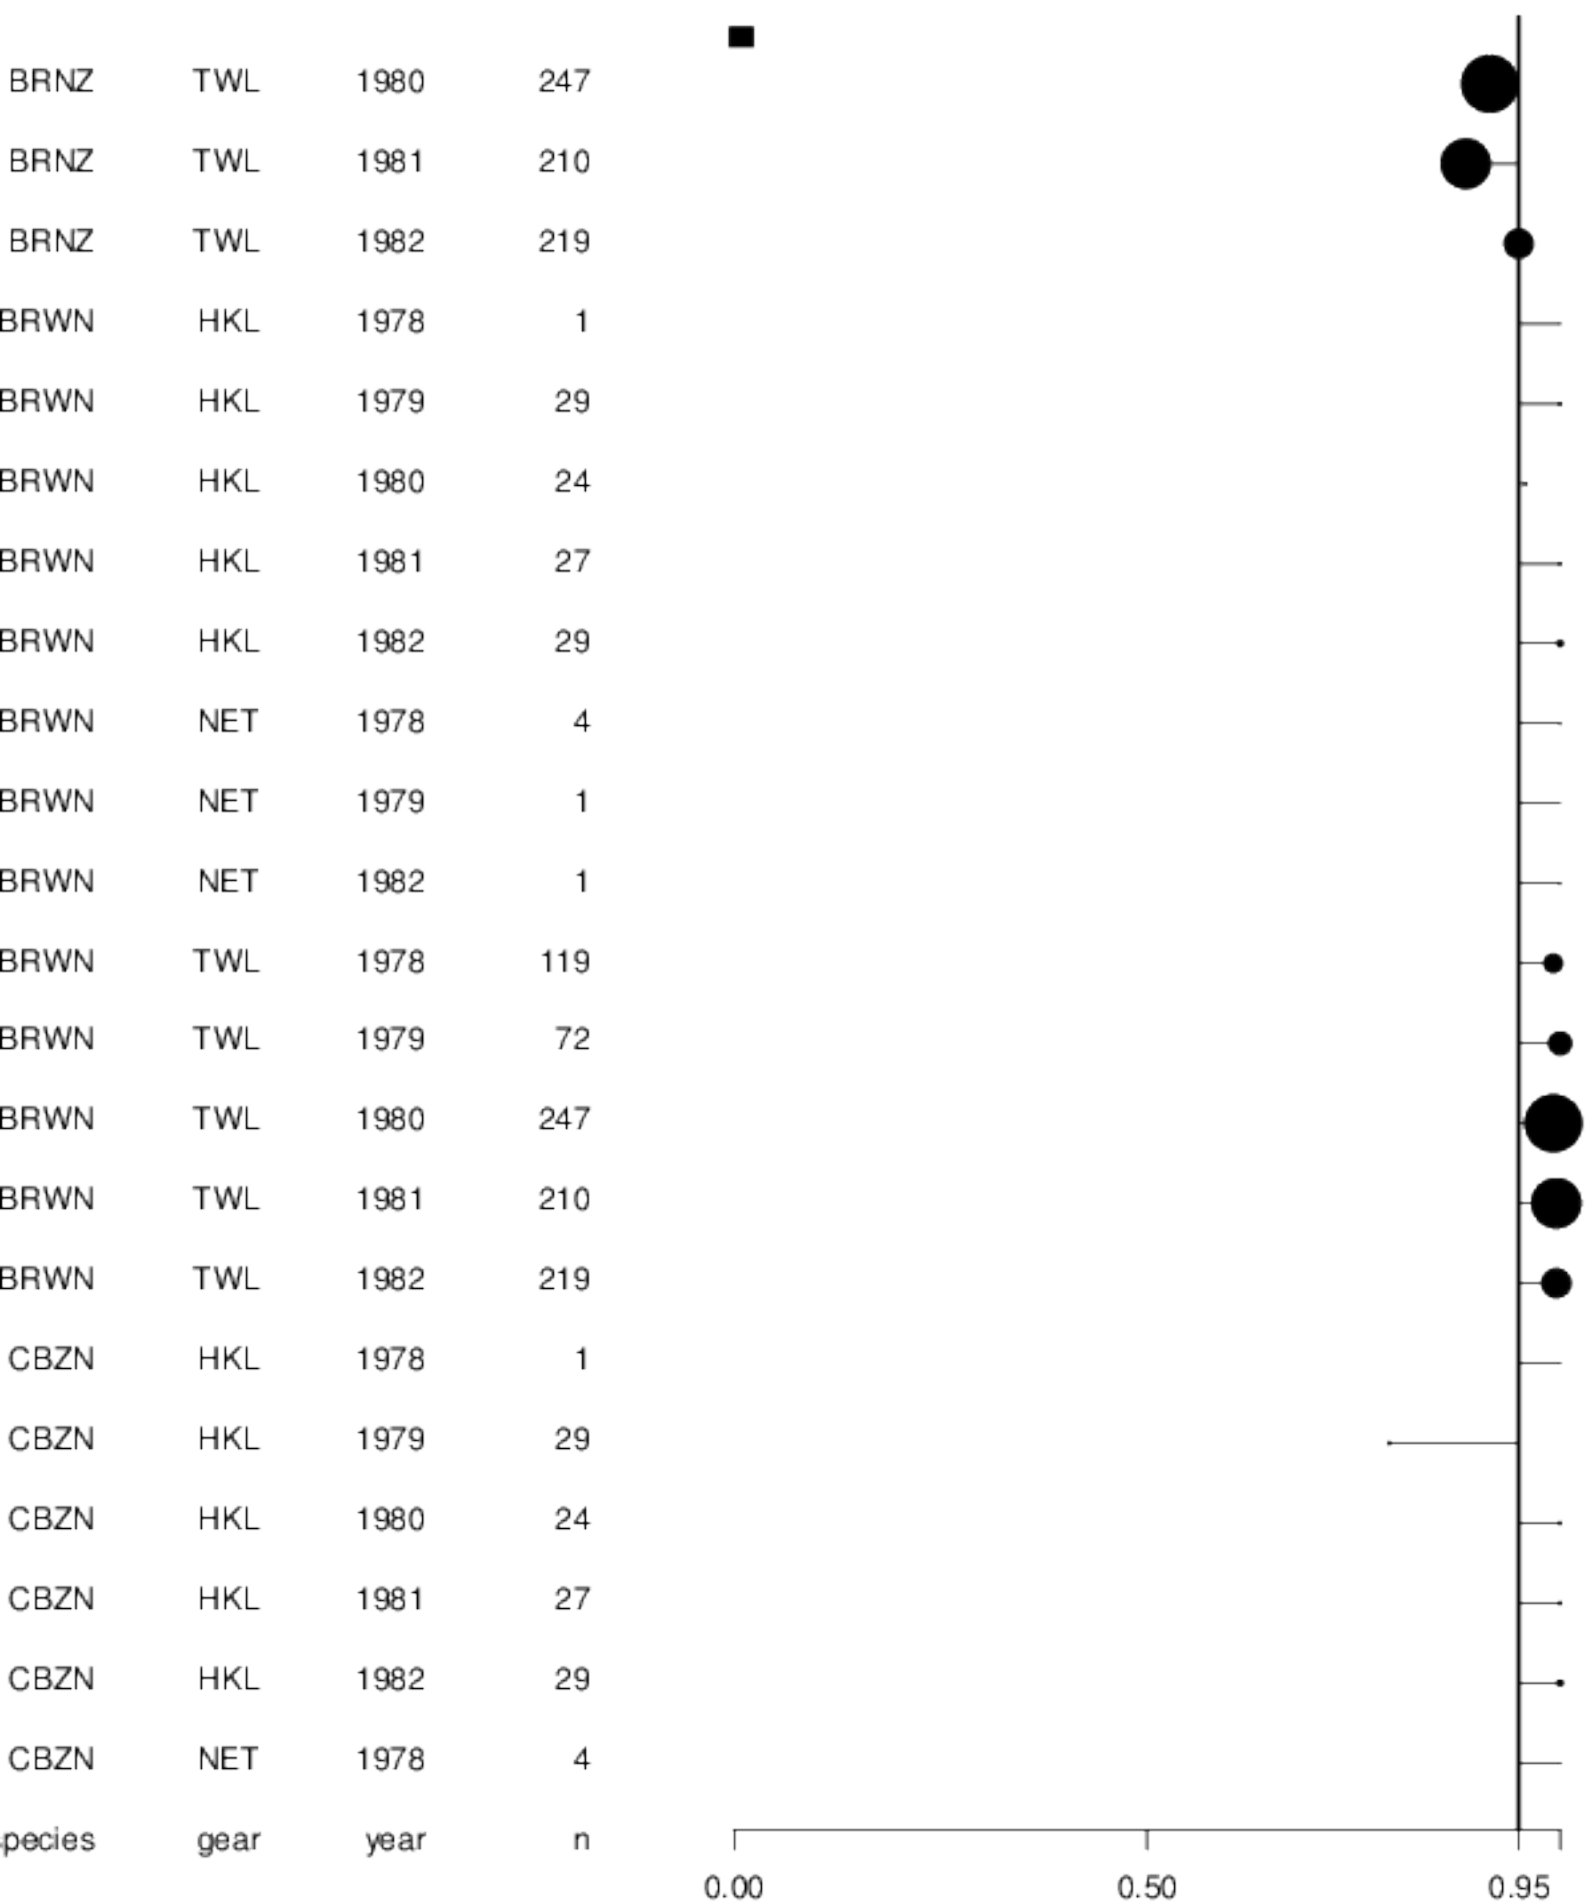 BRNZ TWL 1980 247
BRNZ TWL 1981 210
BRNZ TWL 1982 219
BRWN HKL 1978 1
BRWN HKL 1979 29
BRWN HKL 1980 24
BRWN HKL 1981 27
BRWN HKL 1982 29
BRWN NET 1978 4
BRWN NET 1979 1
BRWN NET 1982 1
BRWN TWL 1978 119
BRWN TWL 1979 72
BRWN TWL 1980 247
BRWN TWL 1981 210
BRWN TWL 1982 219
CBZN HKL 1978 1
CBZN HKL 1979 29
CBZN HKL 1980 24
CBZN HKL 1981 27
CBZN HKL 1982 29
CBZN NET 1978 4
pecies gear year n
0.00 0.50 0.95